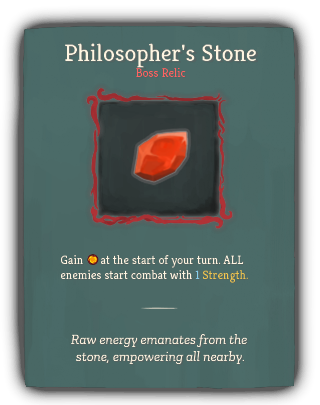 Philosopher's Stone
Boss Relic
Gain at the start of your turn. ALL
enemies start combat with 1 Strength.
Raw energy emanates from the
stone, empowering all nearby.